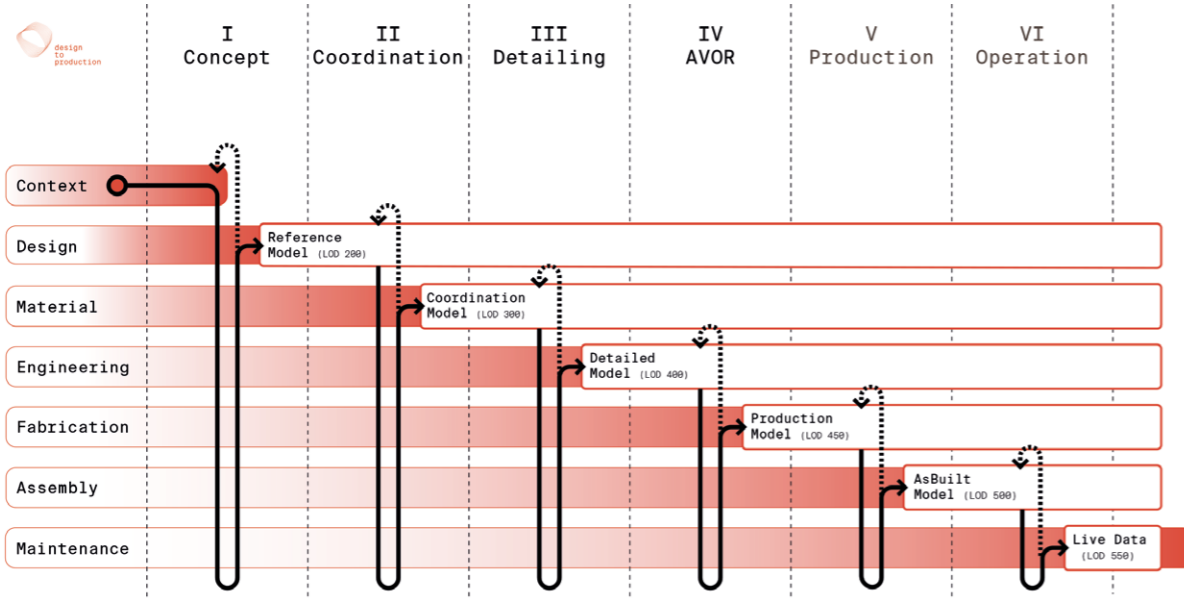 design
to
production
I
Concept
II
Coordination
III
Detailing
IV
AVOR
V
Production
VI
Operation
Context
Design
Reference
Model (LOD 200)
Material
Coordination
Model (LOD 300)
Engineering
Detailed
Model (LOD 400)
Fabrication
Production
Model (LOD 450)
Assembly
AsBuilt
Model (LOD 500)
Maintenance
Live Data
(LOD 550)